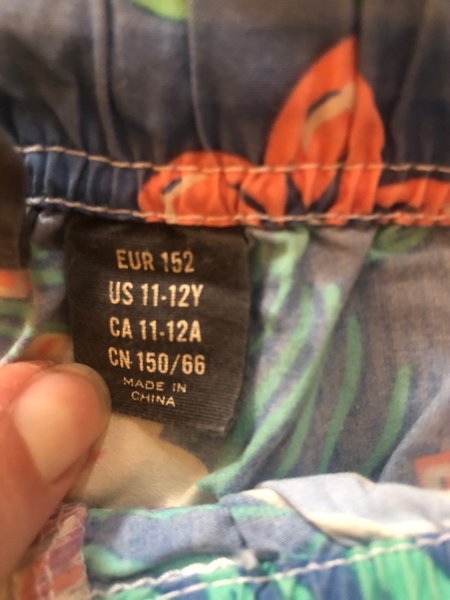 EUR 152
US 11-12Y
CA 11-12A
CN 150/66
MADE IN
CHINA